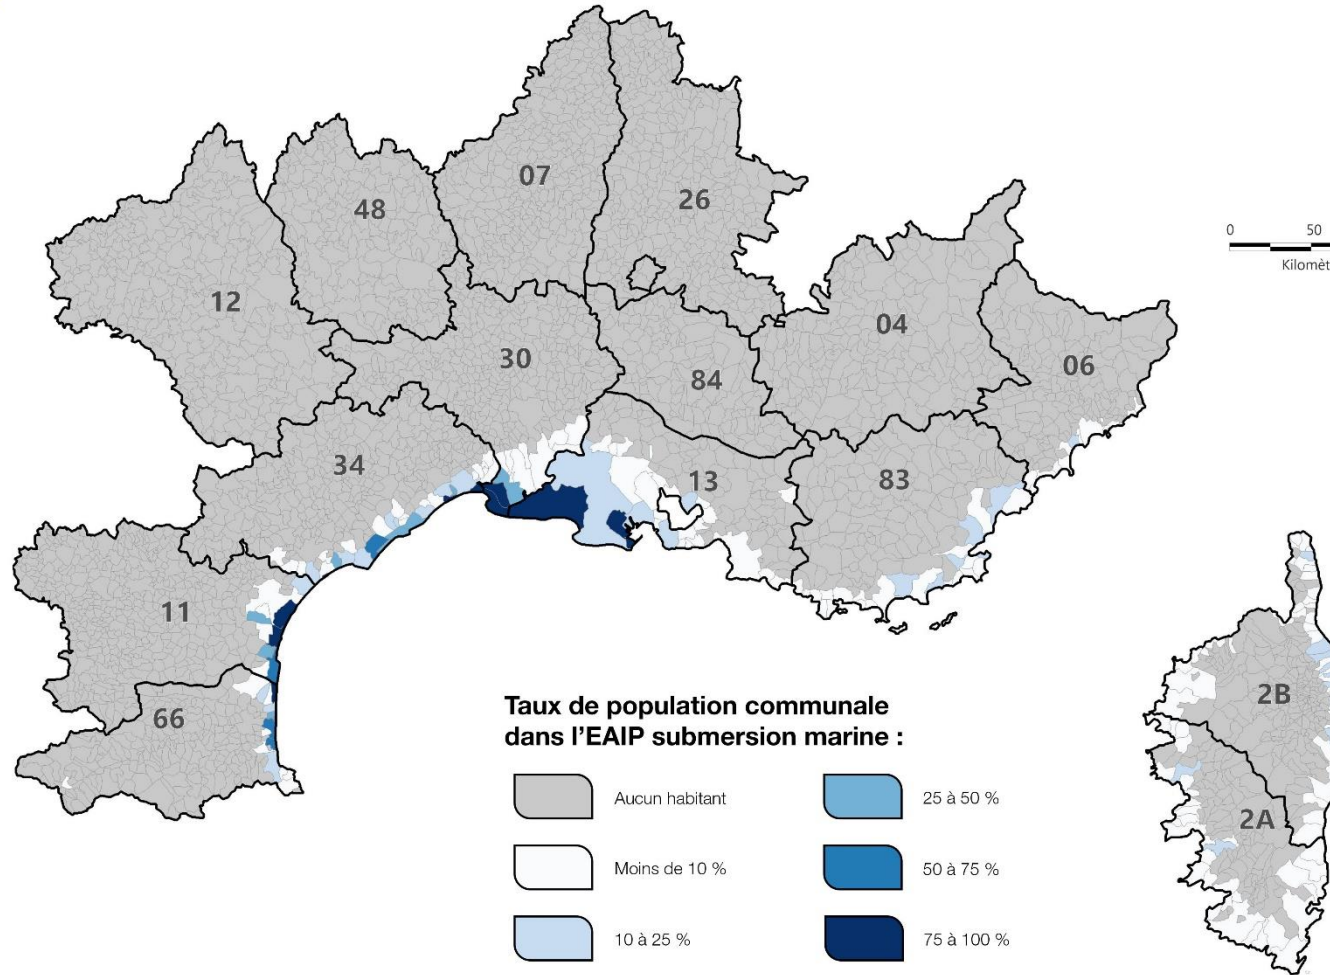 07
26
48
0 50
Kilomèt
12
04
30
06
84
34
13
83
11
2B
66
2A
Taux de population communale
dans l'EAIP submersion marine :
Aucun habitant
25 à 50 %
Moins de 10 %
50 à 75 %
10 à 25 %
75 à 100 %